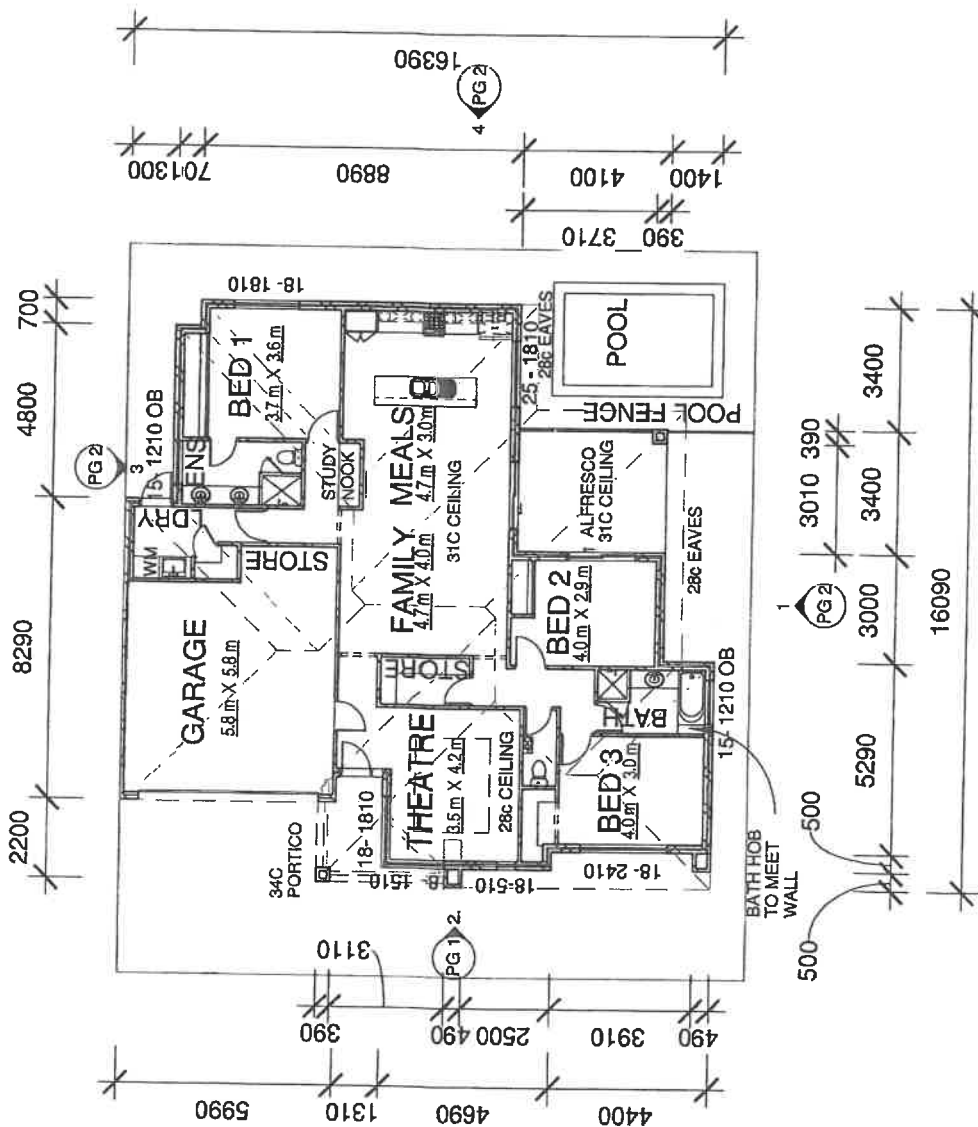 16390
70
1300
8890
4100
1400
3710
390
4
PG 2
700
4800
8290
2200
PG 2
3
15- 1210 OB
18- 1810
BED 1
3.7 m X 3.6 m
ENS
STUDY
NOOK
LDRY
WM
STORE
GARAGE
5.8 m X 5.8 m
FAMILY MEALS
4.7 m X 4.0 m
4.7 m X 3.0 m
31C CEILING
25 - 1810
28c EAVES
POOL
POOL FENCE
ALFRESCO
31C CEILING
28c EAVES
BED 2
4.0 m X 2.9 m
STORE
BATH
15- 1210 OB
THEATRE
3.5 m X 4.2 m
28c CEILING
BED 3
4.0 m X 3.0 m
34C
PORTICO
18- 1810
1510
18-510
18- 2410
BATH HOB
TO MEET
WALL
1
PG 2
PG 1
2.
3400
390
3010
3400
3000
5290
500
500
16090
3110
390
490
2500
3910
490
5990
1310
4690
4400